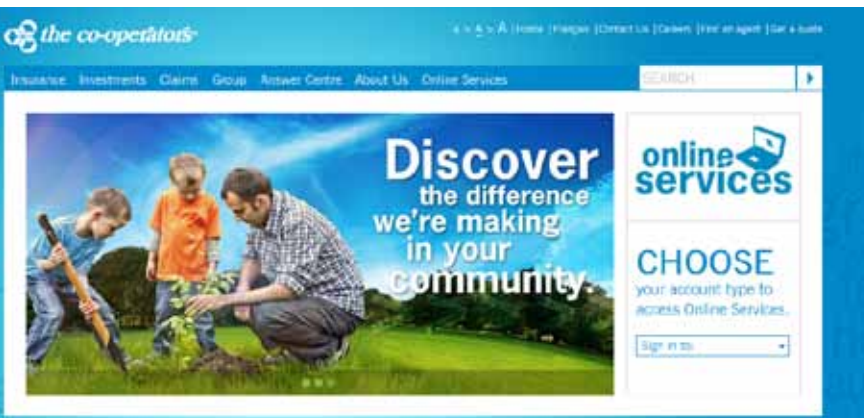 the co-operators
A > A > A | Home | Français | Contact Us | Careers | Find an agent | Get a quote
Insurance Investments Claims Group Answer Centre About Us Online Services
SEARCH
Discover
the difference
we're making
in your
community.
online
services
CHOOSE
your account type to
access Online Services.
Sign in to: